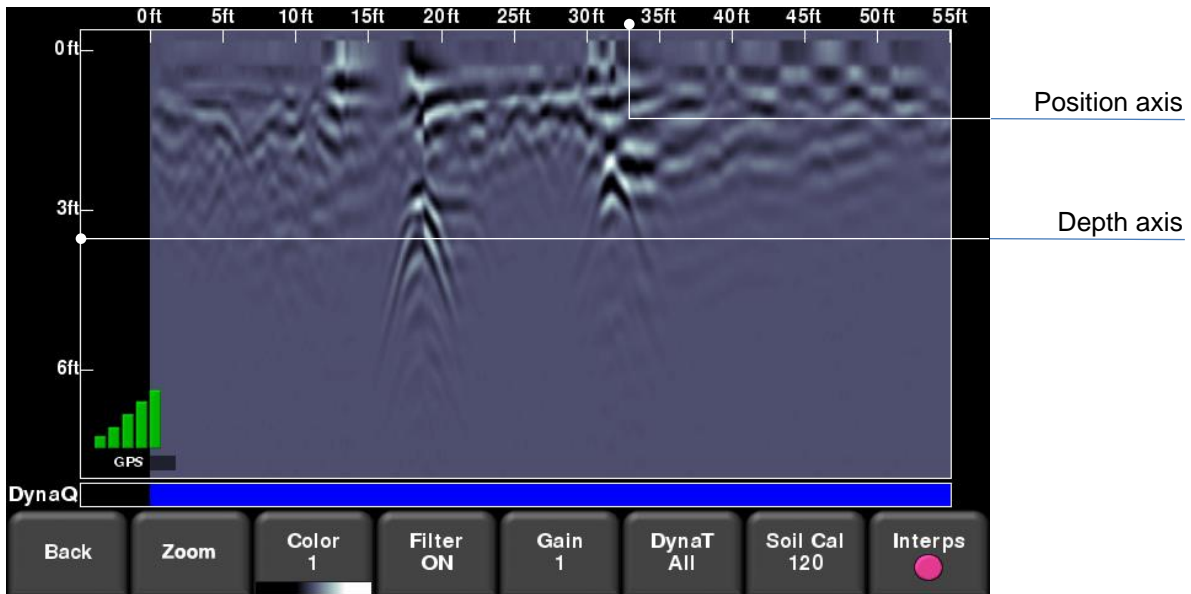 0ft 5ft 10ft 15ft 20ft 25ft 30ft 35ft 40ft 45ft 50ft 55ft
0ft
Position axis
3ft
Depth axis
6ft
GPS
DynaQ
Back Zoom Color Filter Gain DynaT Soil Cal Interps
1 ON 1 All 120